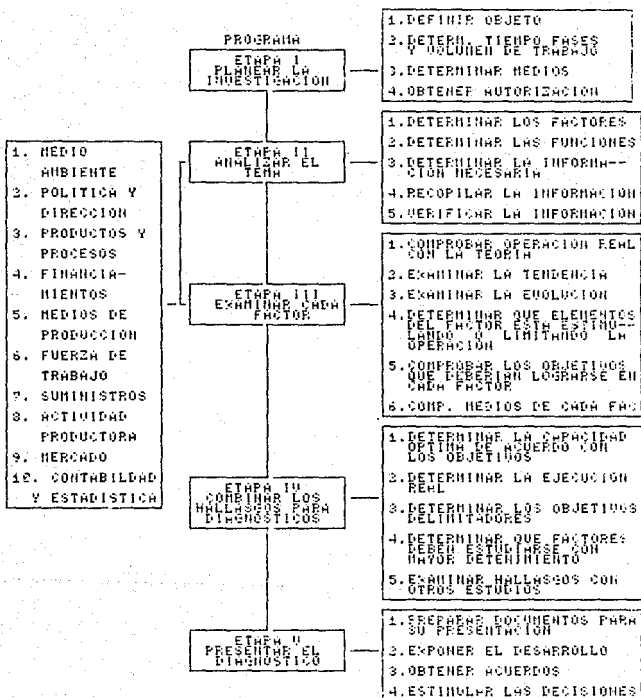 PROGRAMA
ETAPA I
PLANEAR LA
INVESTIGACION
1.DEFINIR OBJETO
2.DETERM. TIEMPO FASES
Y VOLUMEN DE TRABAJO
3.DETERMINAR MEDIOS
4.OBTENER AUTORIZACION
1. MEDIO
AMBIENTE
2. POLITICA Y
DIRECCION
3. PRODUCTOS Y
PROCESOS
4. FINANCIA-
MIENTOS
5. MEDIOS DE
PRODUCCION
6. FUERZA DE
TRABAJO
7. SUMINISTROS
8. ACTIVIDAD
PRODUCTORA
9. MERCADO
10. CONTABILDAD
Y ESTADISTICA
ETAPA II
ANALIZAR EL
TEMA
1.DETERMINAR LOS FACTORES
2.DETERMINAR LAS FUNCIONES
3.DETERMINAR LA INFORMA--
CION NECESARIA
4.RECOPILAR LA INFORMACION
5.VERIFICAR LA INFORMACION
ETAPA III
EXAMINAR CADA
FACTOR
1.COMPROBAR OPERACION REAL
CON LA TEORIA
2.EXAMINAR LA TENDENCIA
3.EXAMINAR LA EVOLUCION
4.DETERMINAR QUE ELEMENTOS
DEL FACTOR ESTA ESTIMU--
LANDO O LIMITANDO LA
OPERACION
5.COMPROBAR LOS OBJETIVOS
QUE DEBERIAN LOGRARSE EN
CADA FACTOR
6.COMP. MEDIOS DE CADA FAC
ETAPA IV
COMBINAR LOS
HALLASGOS PARA
DIAGNOSTICOS
1.DETERMINAR LA CAPACIDAD
OPTIMA DE ACUERDO CON
LOS OBJETIVOS
2.DETERMINAR LA EJECUCION
REAL
3.DETERMINAR LOS OBJETIVOS
DELIMITADORES
4.DETERMINAR QUE FACTORES
DEBEN ESTUDIARSE CON
MAYOR DETENIMIENTO
5.EXAMINAR HALLASGOS CON
OTROS ESTUDIOS
ETAPA V
PRESENTAR EL
DIAGNOSTICO
1.PREPARAR DOCUMENTOS PARA
SU PRESENTACION
2.EXPONER EL DESARROLLO
3.OBTENER ACUERDOS
4.ESTIMULAR LAS DECISIONES